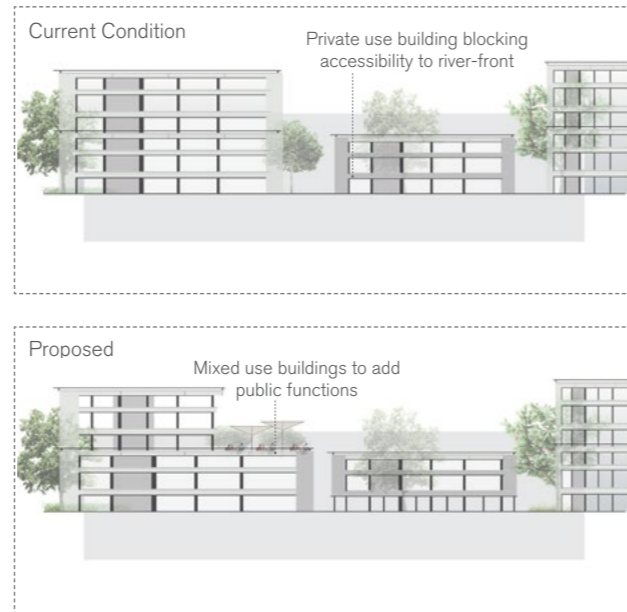 Current Condition
Private use building blocking
accessibility to river-front
Proposed
Mixed use buildings to add
public functions